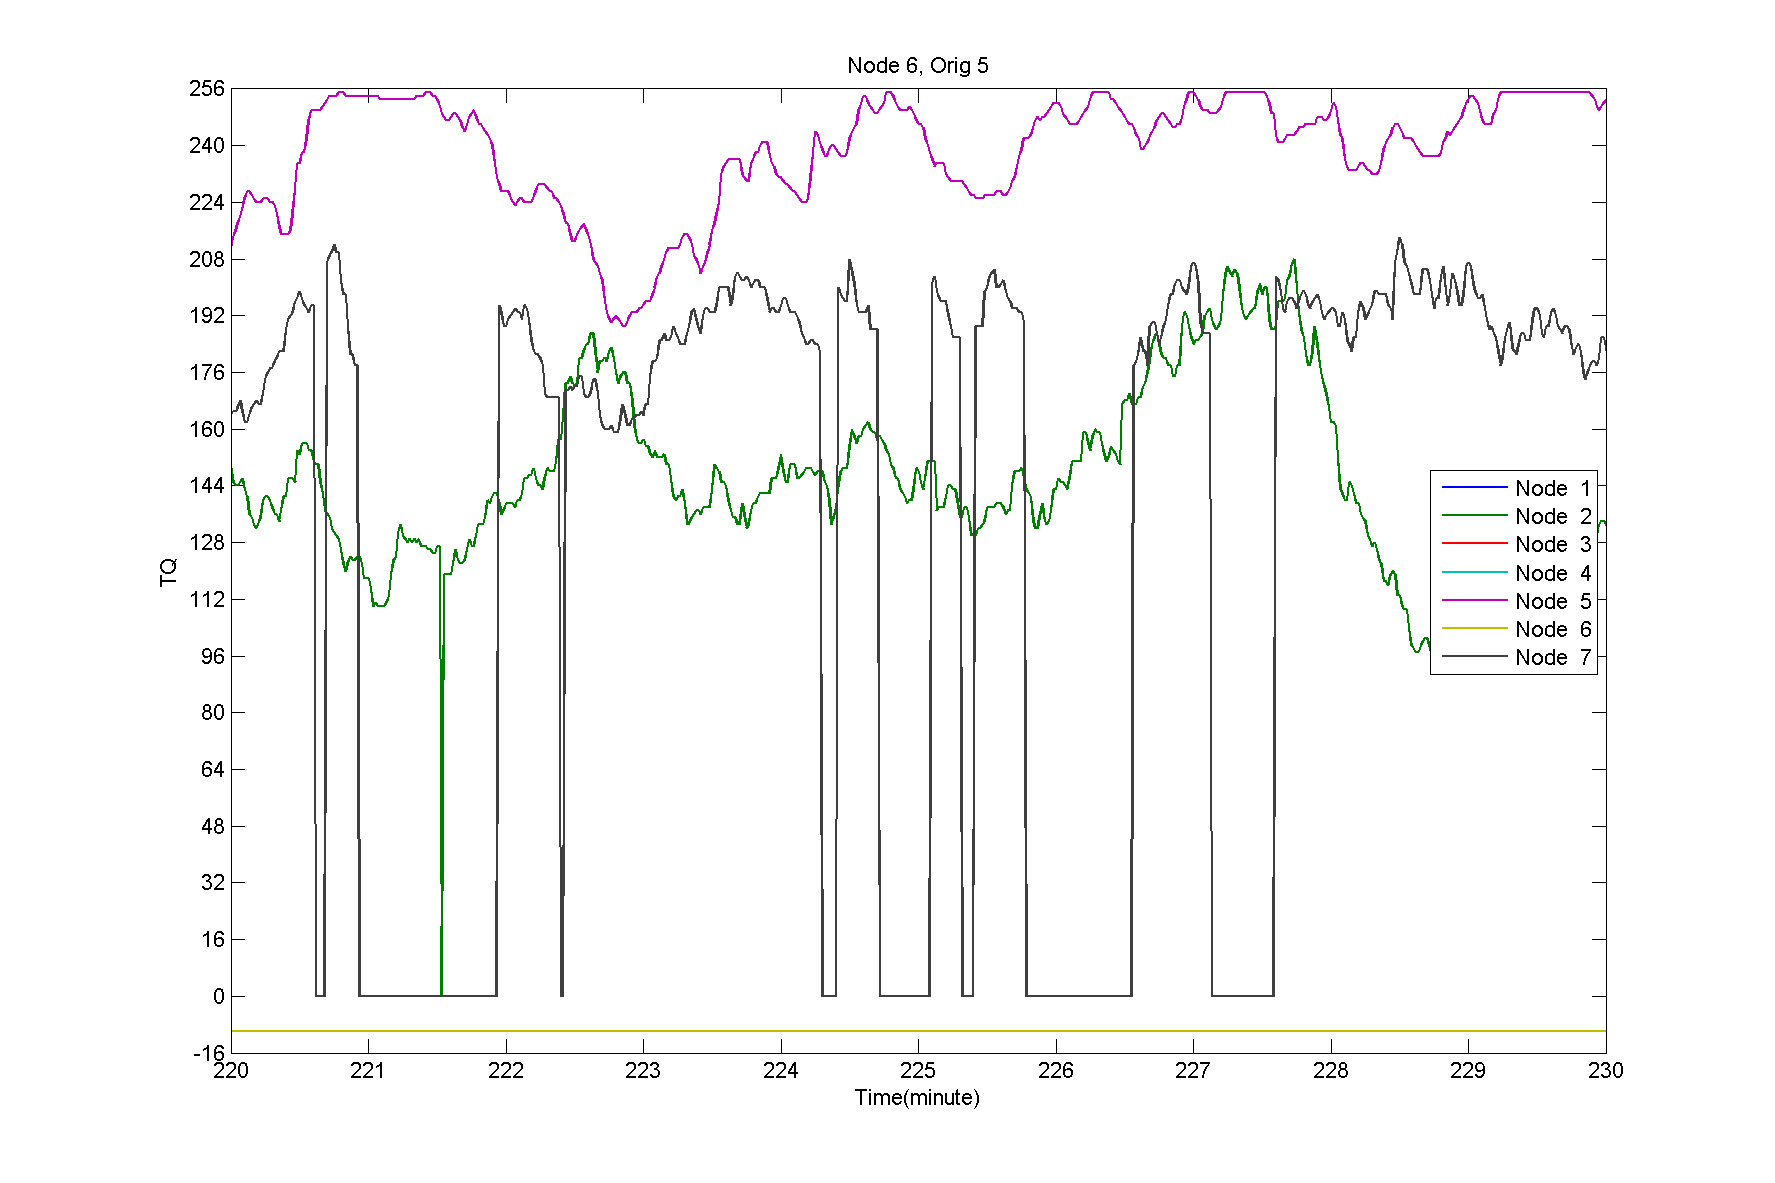 Node 6, Orig 5
256
240
224
208
192
176
160
144
128
112
96
80
64
48
32
16
0
-16
TQ
Node 1
Node 2
Node 3
Node 4
Node 5
Node 6
Node 7
220 221 222 223 224 225 226 227 228 229 230
Time(minute)